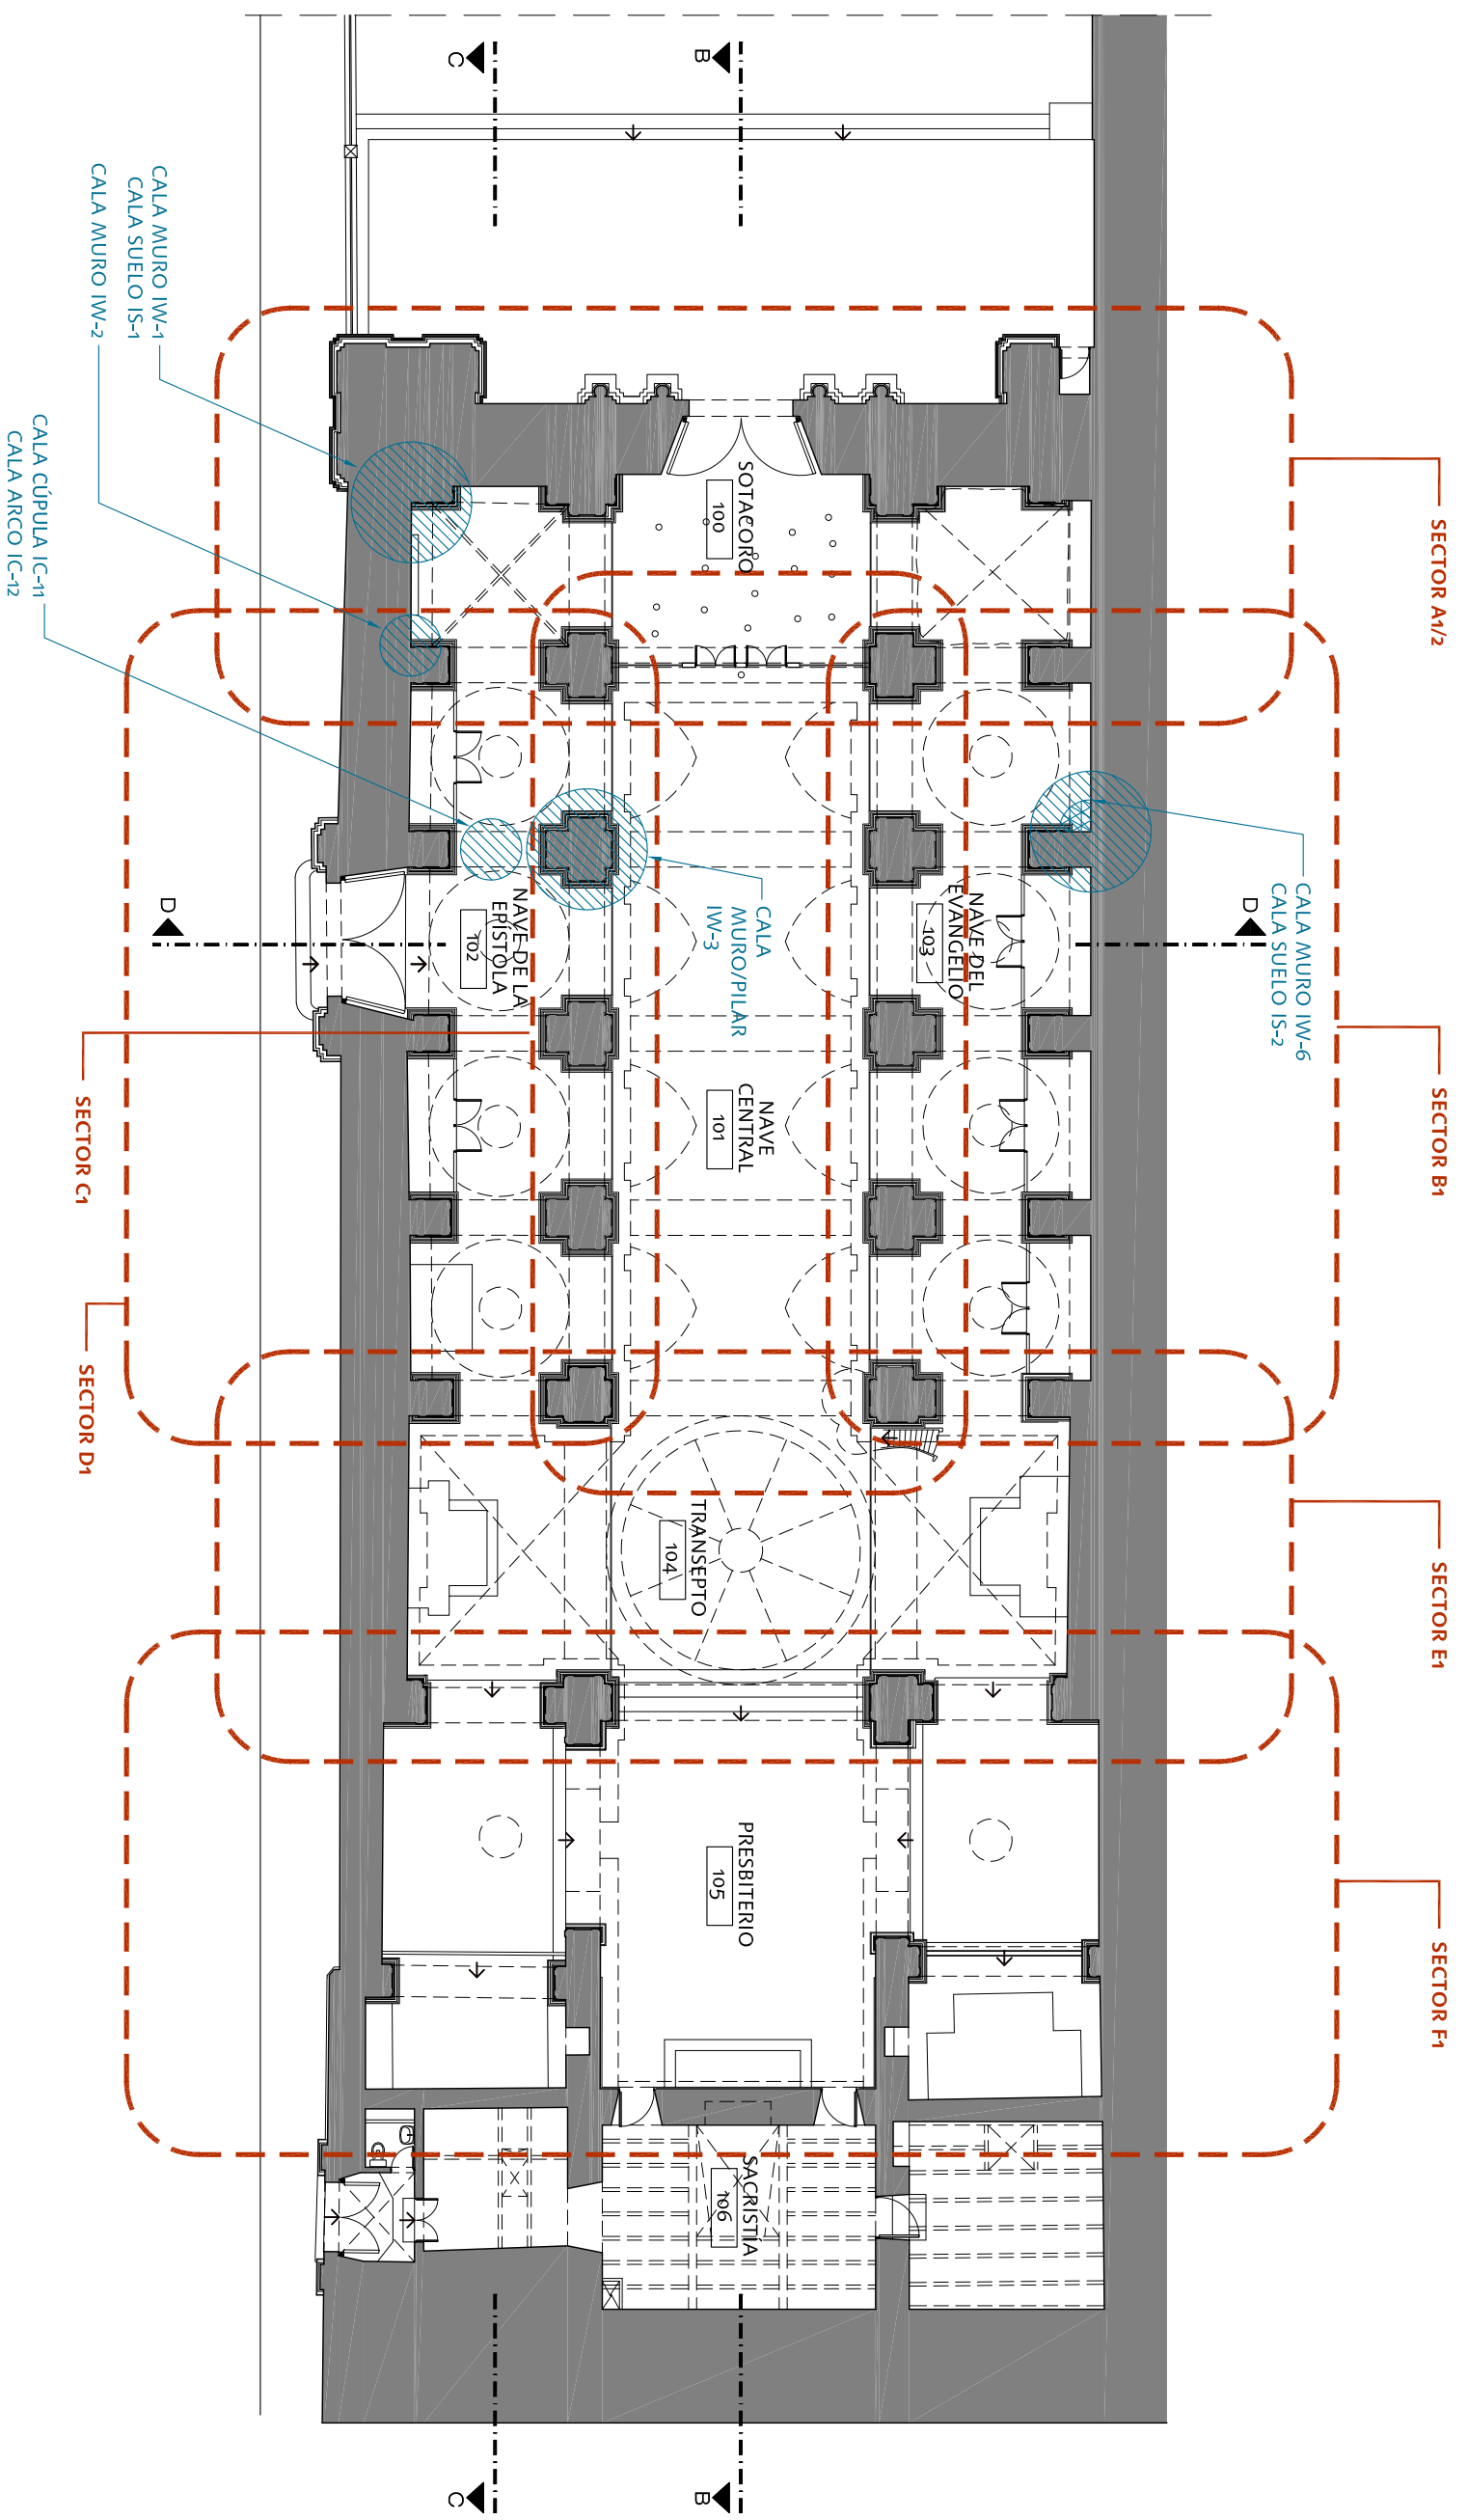 SECTOR A1/2
SECTOR B1
SECTOR E1
SECTOR F1
CALA MURO IW-6
CALA SUELO IS-2
D
D
B
B
C
C
SOTACORO
100
NAVE DEL
EVANGELIO
103
CALA
MURO/PILAR
IW-3
NAVE
CENTRAL
101
NAVE DE LA
EPÍSTOLA
102
TRANSEPTO
104
PRESBITERIO
105
SACRISTÍA
106
CALA MURO IW-1
CALA SUELO IS-1
CALA MURO IW-2
CALA CÚPULA IC-11
CALA ARCO IC-12
SECTOR C1
SECTOR D1